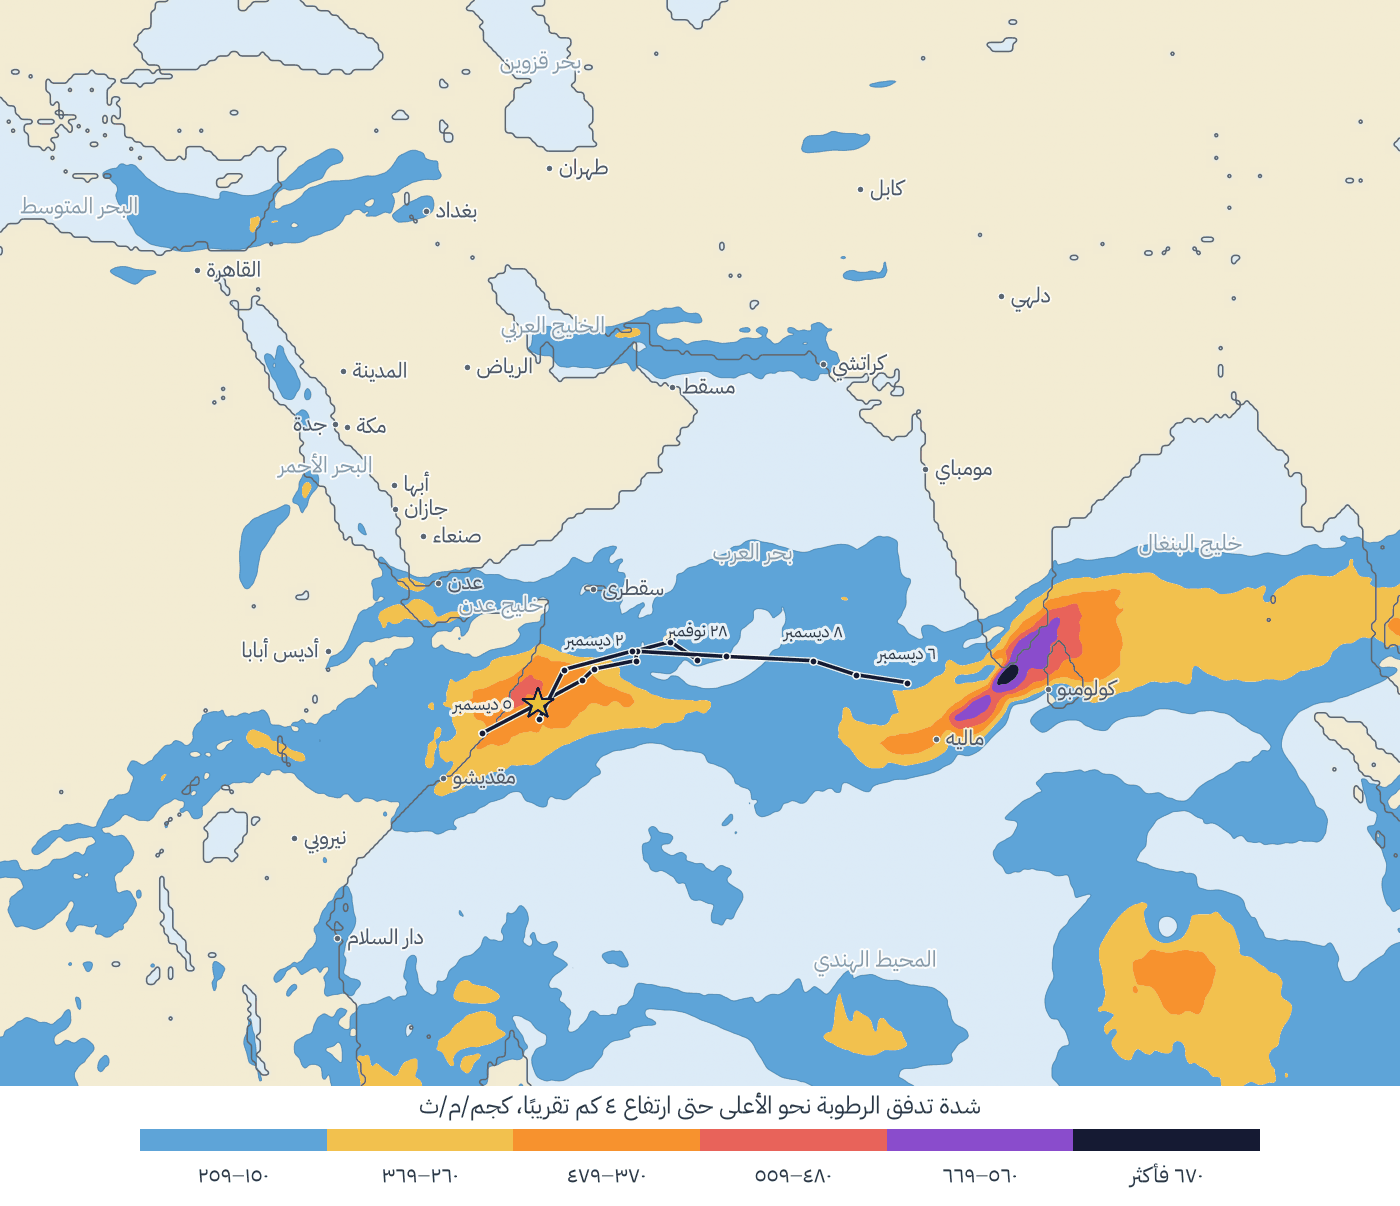 بحر قزوين
طهران
كابل
البحر المتوسط
بغداد
القاهرة
دلهي
الخليج العربي
المدينة
الرياض
كراتشي
مسقط
جدة
مكة
البحر الأحمر
مومباي
أبها
جازان
صنعاء
خليج البنغال
بحر العرب
عدن
سقطرى
خليج عدن
٢ ديسمبر
٢٨ نوفمبر
٨ ديسمبر
أديس أبابا
٦ ديسمبر
كولومبو
٥ ديسمبر
ماليه
مقديشو
نيروبي
دار السلام
المحيط الهندي
شدة تدفق الرطوبة نحو الأعلى حتى ارتفاع ٤ كم تقريبًا، كجم/م/ث
١٥٠–٢٥٩
٢٦٠–٣٦٩
٣٧٠–٤٧٩
٤٨٠–٥٥٩
٥٦٠–٦٦٩
٦٧٠ فأكثر